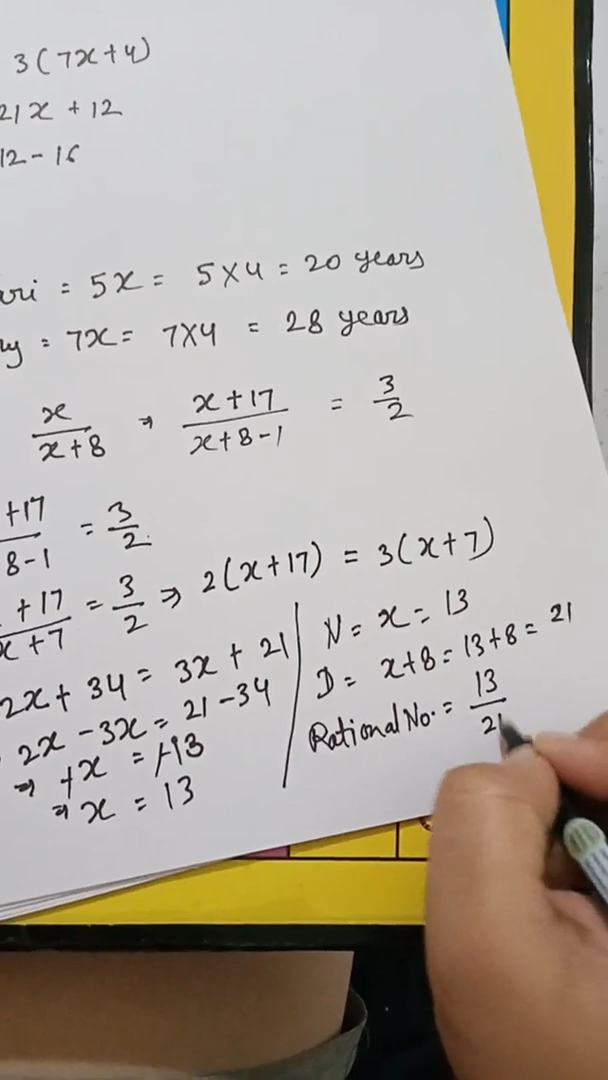 3(7x+4)
21x + 12
12 - 16
= 5x = 5×4 = 20 years
= 7x = 7×4 = 28 years
x/(x+8) ⇒ (x+17)/(x+8-1) = 3/2
+17/8-1 = 3/2
+17/x+7 = 3/2 ⇒ 2(x+17) = 3(x+7)
2x + 34 = 3x + 21
2x - 3x = 21 - 34
⇒ +x = +13
⇒ x = 13
N = x = 13
D = x+8 = 13+8 = 21
Rational No. = 13/21